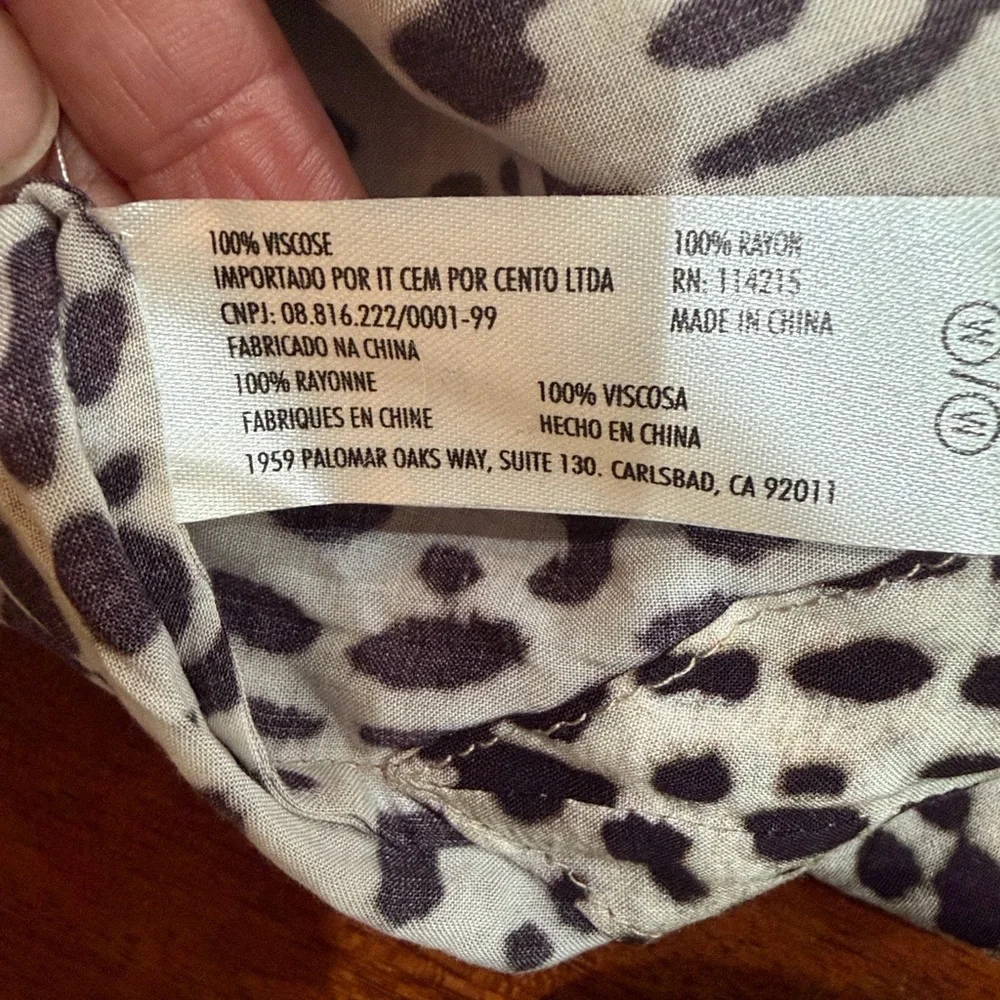 100% VISCOSE
IMPORTADO POR IT CEM POR CENTO LTDA
CNPJ: 08.816.222/0001-99
FABRICADO NA CHINA
100% RAYONNE
FABRIQUES EN CHINE
100% RAYON
RN: 114215
MADE IN CHINA
100% VISCOSA
HECHO EN CHINA
1959 PALOMAR OAKS WAY, SUITE 130. CARLSBAD, CA 92011